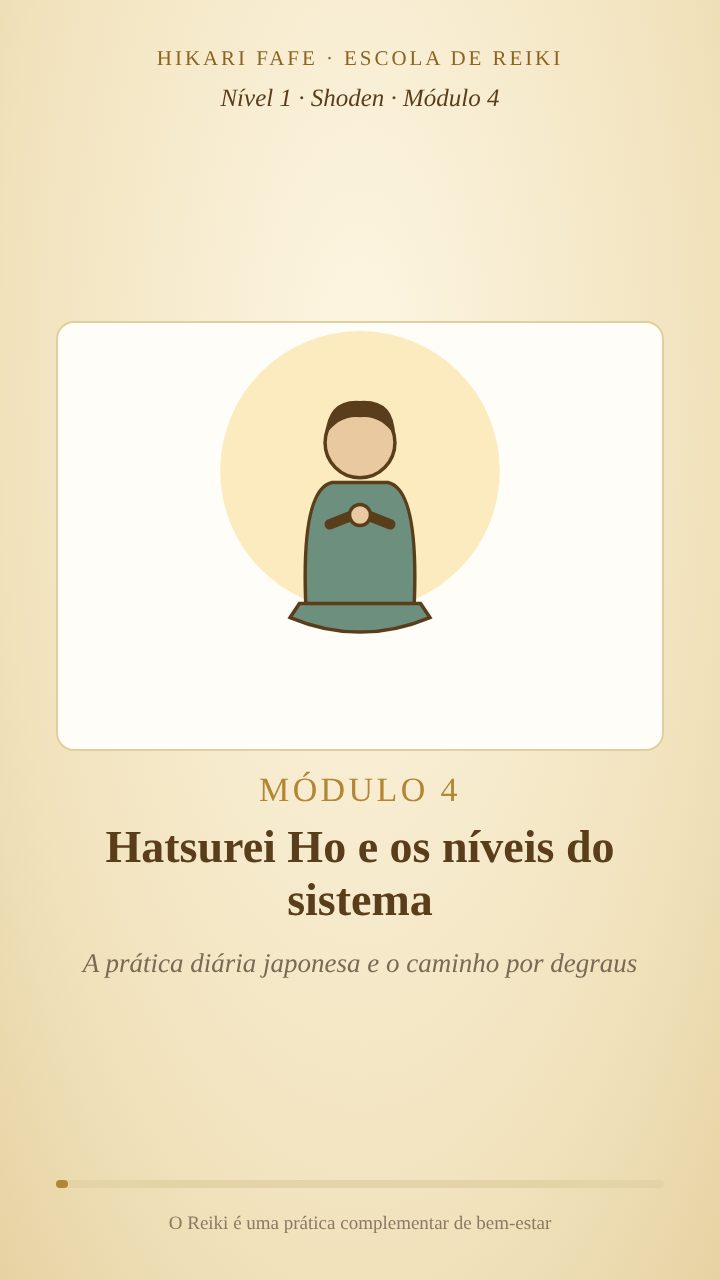 HIKARI FAFE · ESCOLA DE REIKI
Nível 1 · Shoden · Módulo 4
MÓDULO 4
Hatsurei Ho e os níveis do
sistema
A prática diária japonesa e o caminho por degraus
O Reiki é uma prática complementar de bem-estar